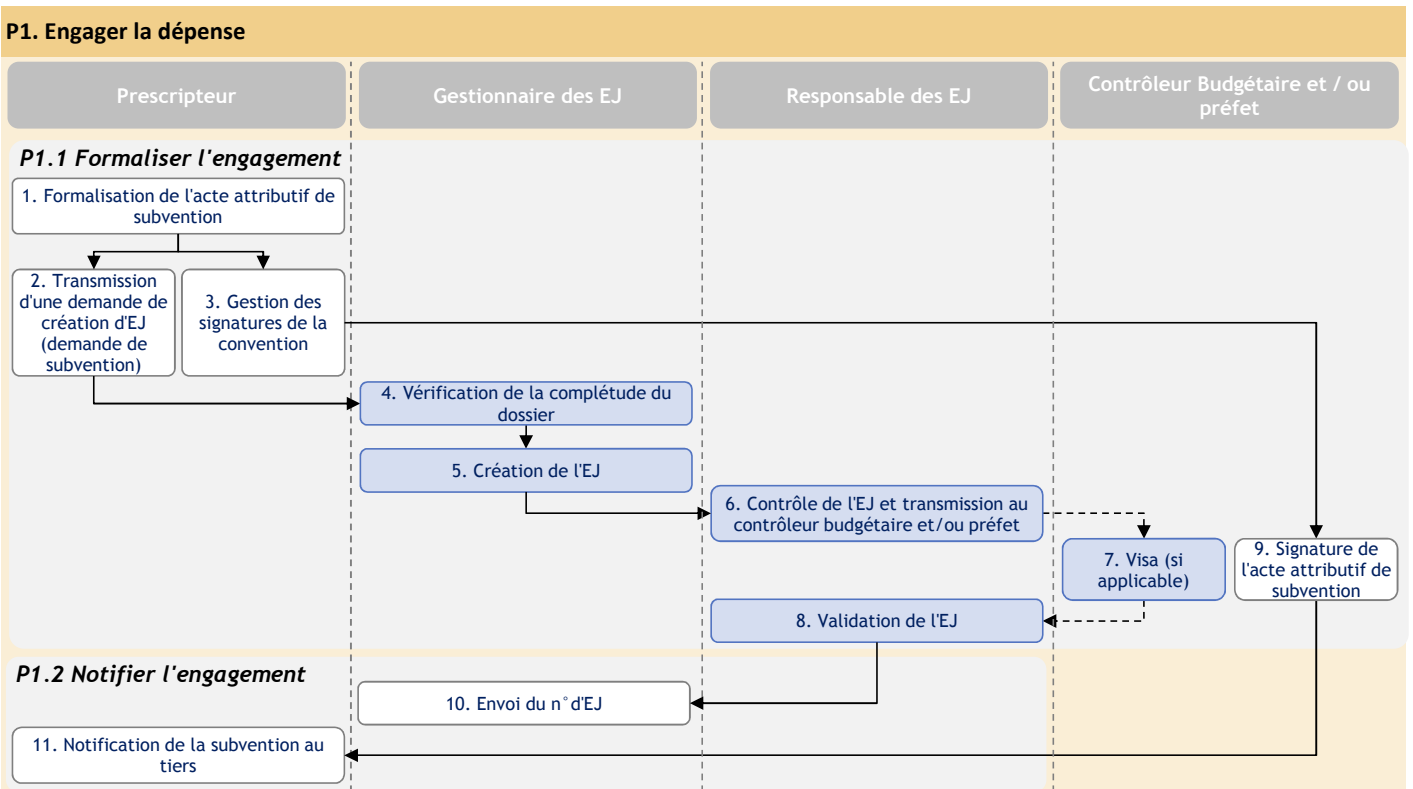 P1. Engager la dépense
Prescripteur
Gestionnaire des EJ
Responsable des EJ
Contrôleur Budgétaire et / ou
préfet
P1.1 Formaliser l'engagement
1. Formalisation de l'acte attributif de
subvention
2. Transmission
d'une demande de
création d'EJ
(demande de
subvention)
3. Gestion des
signatures de la
convention
4. Vérification de la complétude du
dossier
5. Création de l'EJ
6. Contrôle de l'EJ et transmission au
contrôleur budgétaire et/ou préfet
7. Visa (si
applicable)
9. Signature de
l'acte attributif de
subvention
8. Validation de l'EJ
P1.2 Notifier l'engagement
10. Envoi du n°d'EJ
11. Notification de la subvention au
tiers